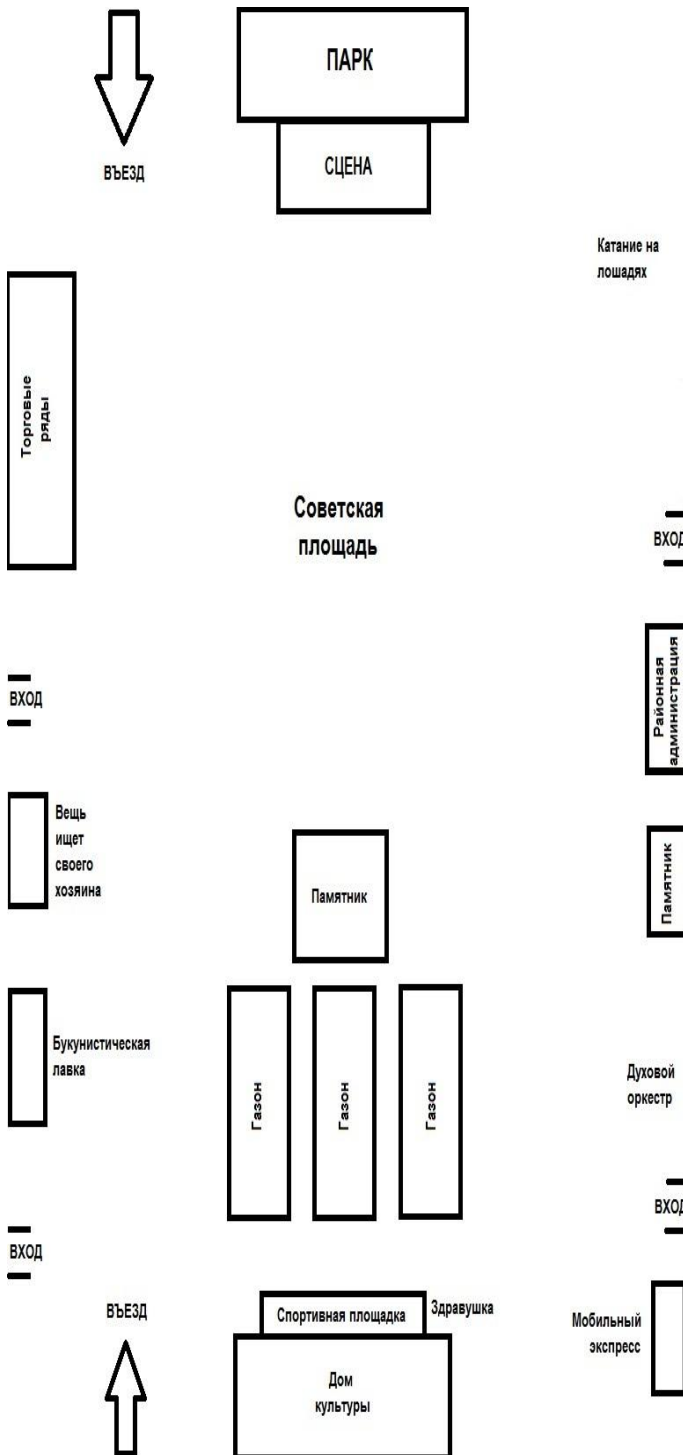 ПАРК
ВЪЕЗД
СЦЕНА
Катание на
лошадях
Торговые
ряды
Советская
площадь
ВХОД
Районная
администрация
ВХОД
Вещь
ищет
своего
хозяина
Памятник
Памятник
Букунистическая
лавка
Газон
Газон
Газон
Духовой
оркестр
ВХОД
ВХОД
ВЪЕЗД
Спортивная площадка
Здравушка
Мобильный
экспресс
Дом
культуры